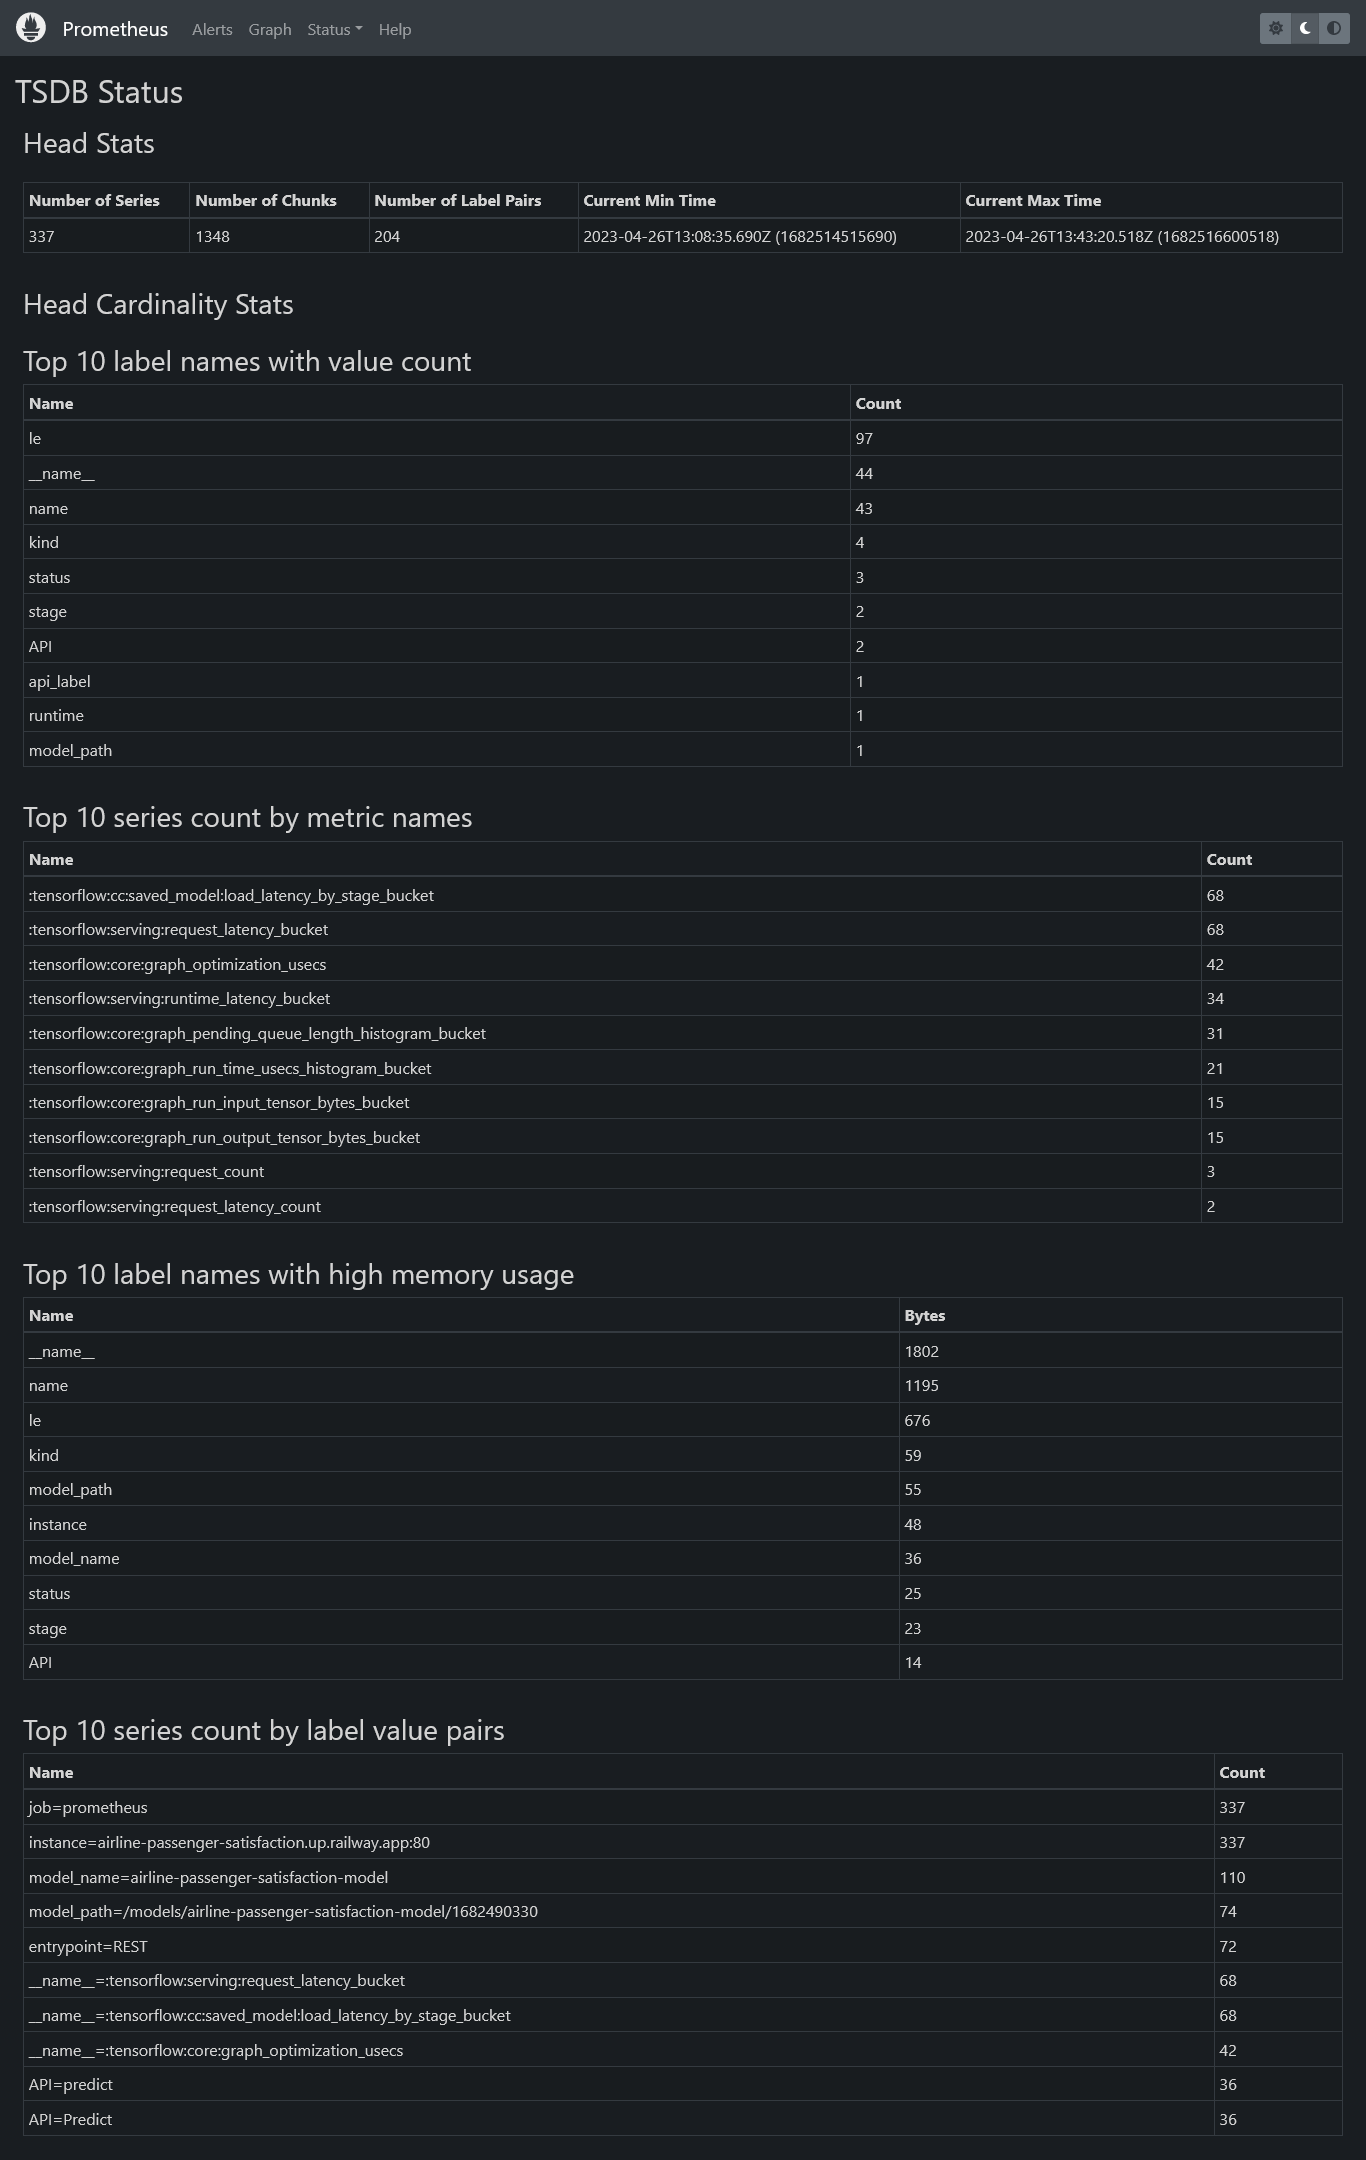 Prometheus Alerts Graph Status Help
TSDB Status
Head Stats
Number of Series Number of Chunks Number of Label Pairs Current Min Time Current Max Time
337 1348 204 2023-04-26T13:08:35.690Z (1682514515690) 2023-04-26T13:43:20.518Z (1682516600518)
Head Cardinality Stats
Top 10 label names with value count
Name Count
le 97
__name__ 44
name 43
kind 4
status 3
stage 2
API 2
api_label 1
runtime 1
model_path 1
Top 10 series count by metric names
Name Count
:tensorflow:cc:saved_model:load_latency_by_stage_bucket 68
:tensorflow:serving:request_latency_bucket 68
:tensorflow:core:graph_optimization_usecs 42
:tensorflow:serving:runtime_latency_bucket 34
:tensorflow:core:graph_pending_queue_length_histogram_bucket 31
:tensorflow:core:graph_run_time_usecs_histogram_bucket 21
:tensorflow:core:graph_run_input_tensor_bytes_bucket 15
:tensorflow:core:graph_run_output_tensor_bytes_bucket 15
:tensorflow:serving:request_count 3
:tensorflow:serving:request_latency_count 2
Top 10 label names with high memory usage
Name Bytes
__name__ 1802
name 1195
le 676
kind 59
model_path 55
instance 48
model_name 36
status 25
stage 23
API 14
Top 10 series count by label value pairs
Name Count
job=prometheus 337
instance=airline-passenger-satisfaction.up.railway.app:80 337
model_name=airline-passenger-satisfaction-model 110
model_path=/models/airline-passenger-satisfaction-model/1682490330 74
entrypoint=REST 72
__name__=:tensorflow:serving:request_latency_bucket 68
__name__=:tensorflow:cc:saved_model:load_latency_by_stage_bucket 68
__name__=:tensorflow:core:graph_optimization_usecs 42
API=predict 36
API=Predict 36